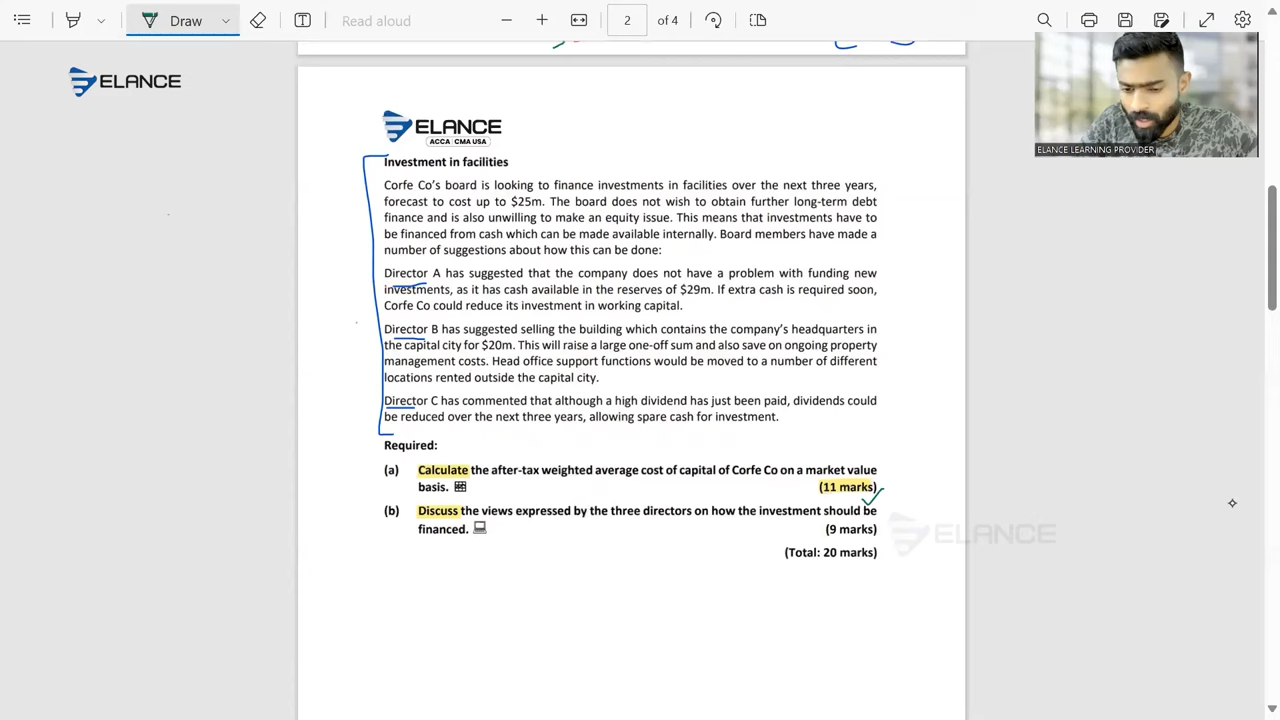 Draw
Read aloud
2
of 4
ELANCE
ELANCE LEARNING PROVIDER
ELANCE
ACCA | CMA USA
Investment in facilities
Corfe Co's board is looking to finance investments in facilities over the next three years,
forecast to cost up to $25m. The board does not wish to obtain further long-term debt
finance and is also unwilling to make an equity issue. This means that investments have to
be financed from cash which can be made available internally. Board members have made a
number of suggestions about how this can be done:
Director A has suggested that the company does not have a problem with funding new
investments, as it has cash available in the reserves of $29m. If extra cash is required soon,
Corfe Co could reduce its investment in working capital.
Director B has suggested selling the building which contains the company's headquarters in
the capital city for $20m. This will raise a large one-off sum and also save on ongoing property
management costs. Head office support functions would be moved to a number of different
locations rented outside the capital city.
Director C has commented that although a high dividend has just been paid, dividends could
be reduced over the next three years, allowing spare cash for investment.
Required:
(a) Calculate the after-tax weighted average cost of capital of Corfe Co on a market value
basis. (11 marks)
(b) Discuss the views expressed by the three directors on how the investment should be
financed. (9 marks)
(Total: 20 marks)
ELANCE